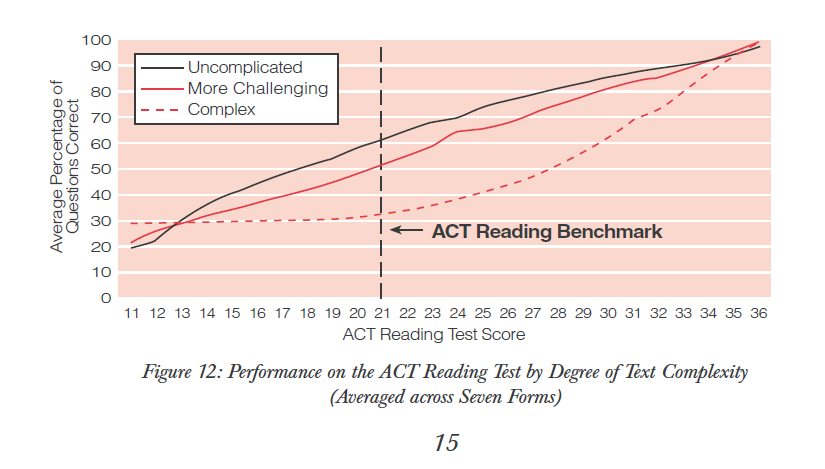 100
90
80
70
60
50
40
30
20
10
0
Average Percentage of
Questions Correct
Uncomplicated
More Challenging
Complex
ACT Reading Benchmark
11 12 13 14 15 16 17 18 19 20 21 22 23 24 25 26 27 28 29 30 31 32 33 34 35 36
ACT Reading Test Score
Figure 12: Performance on the ACT Reading Test by Degree of Text Complexity
(Averaged across Seven Forms)
15